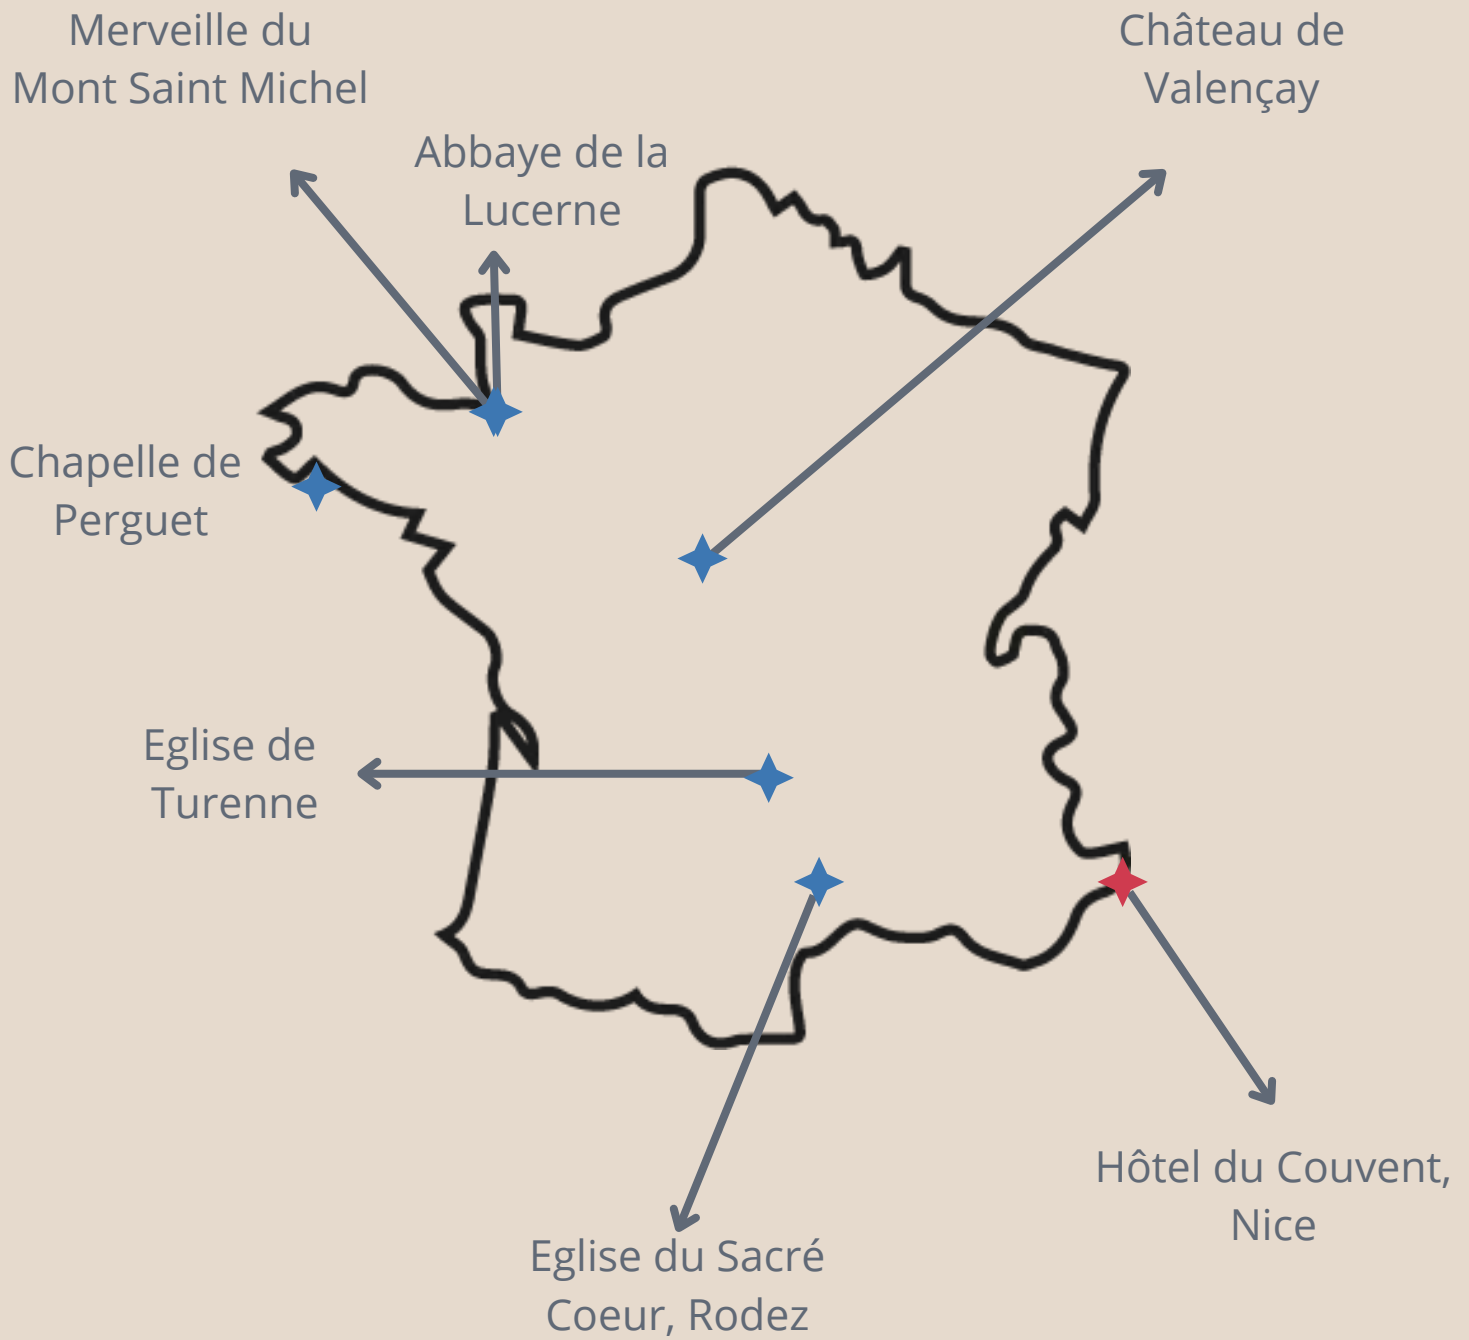 Merveille du
Mont Saint Michel
Château de
Valençay
Abbaye de la
Lucerne
Chapelle de
Perguet
Eglise de
Turenne
Hôtel du Couvent,
Nice
Eglise du Sacré
Coeur, Rodez